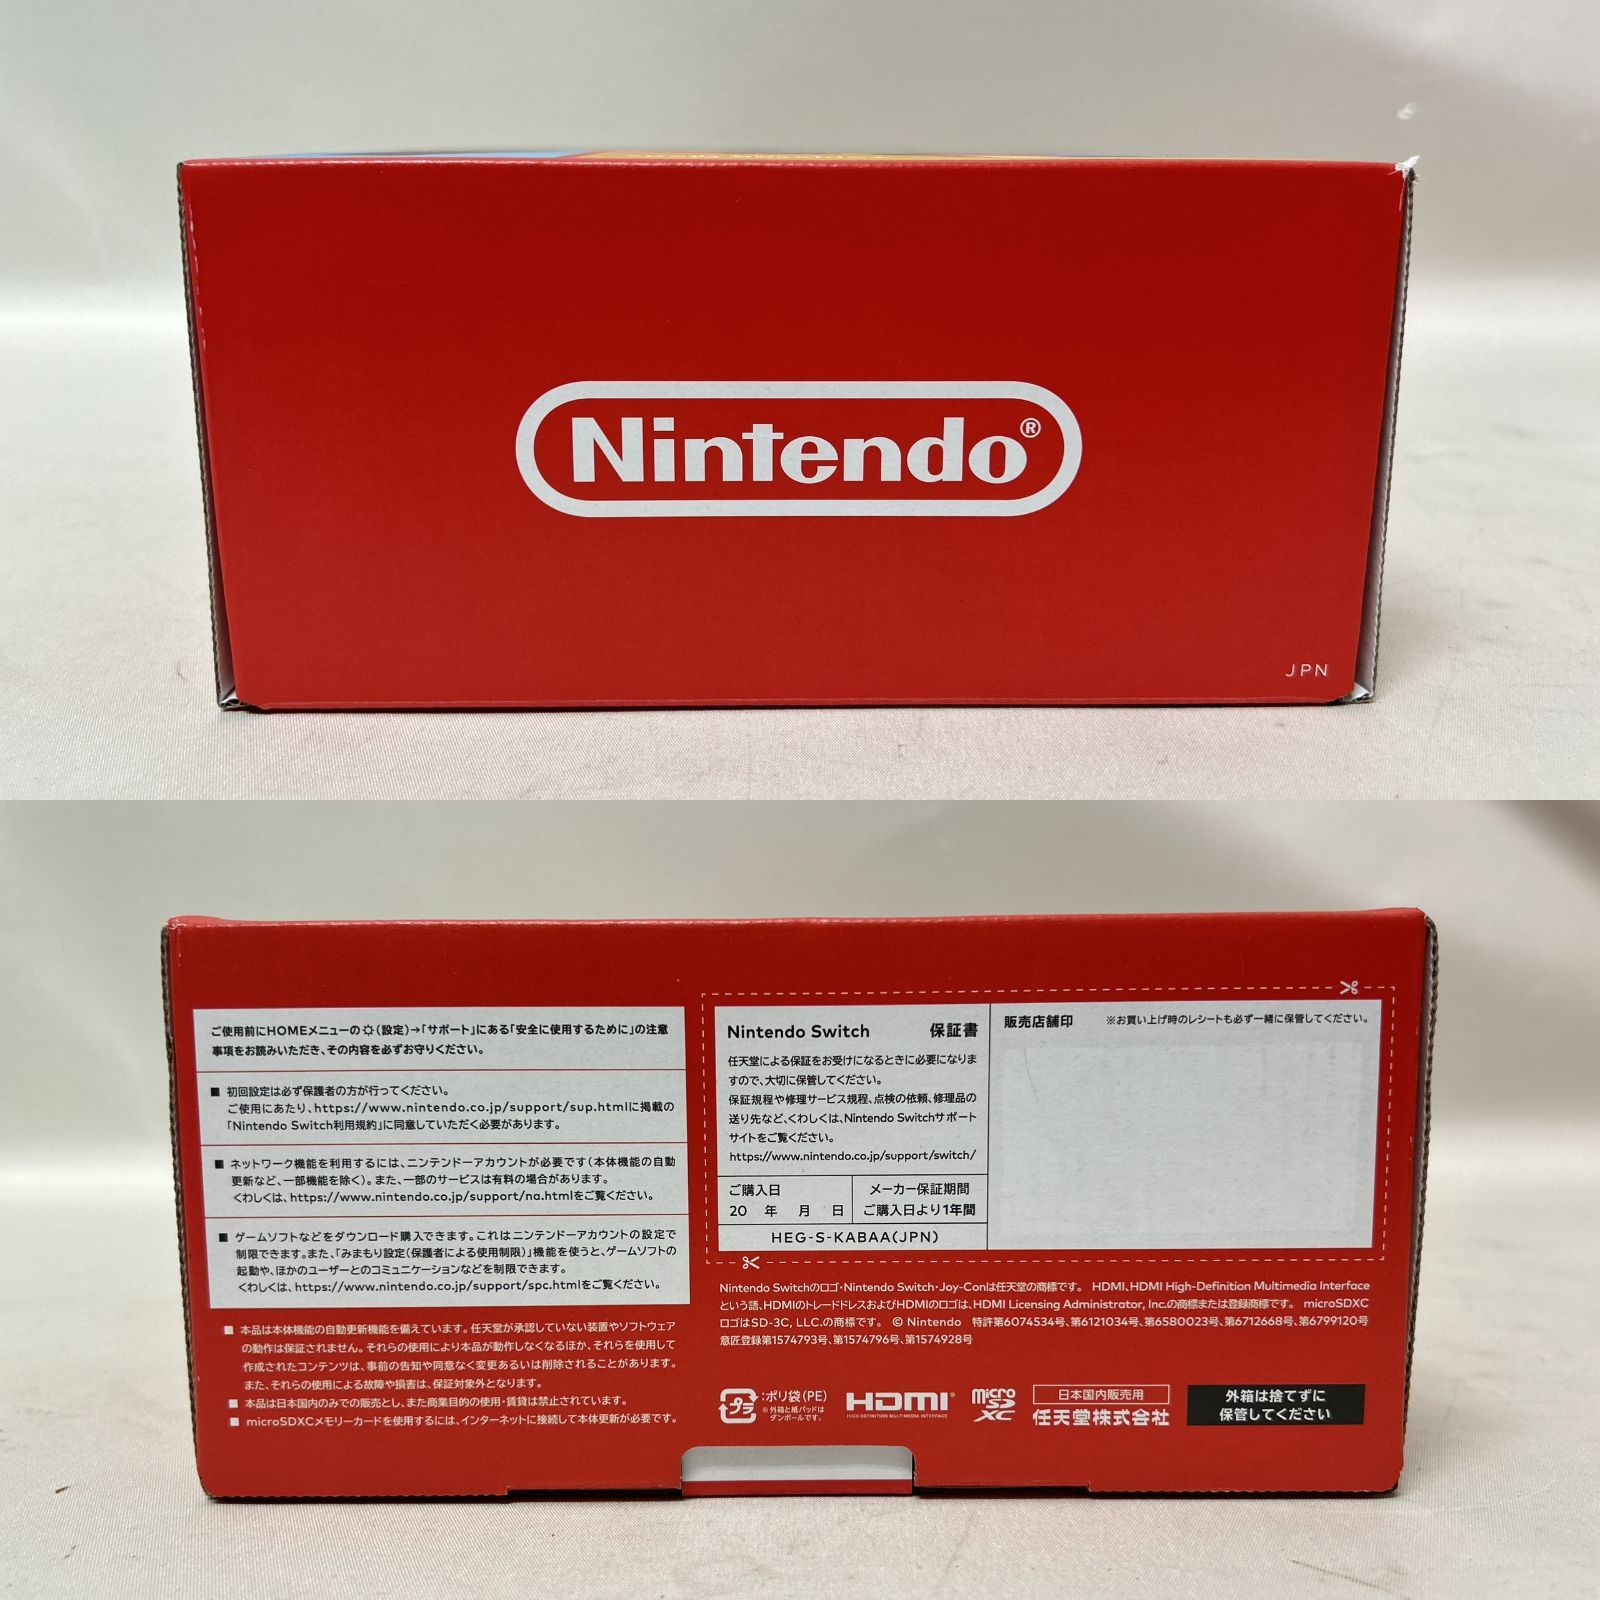 Nintendo®
JPN
ご使用前にHOMEメニューの(設定)→「サポート」にある「安全に使用するために」の注意
事項をお読みいただき、その内容を必ずお守りください。
■ 初回設定は必ず保護者の方が行ってください。
ご使用にあたり、https://www.nintendo.co.jp/support/sup.htmlに掲載の
「Nintendo Switch利用規約」に同意していただく必要があります。
■ ネットワーク機能を利用するには、ニンテンドーアカウントが必要です(本体機能の自動
更新など、一部機能を除く)。また、一部のサービスは有料の場合があります。
くわしくは、https://www.nintendo.co.jp/support/na.htmlをご覧ください。
■ ゲームソフトなどをダウンロード購入できます。これはニンテンドーアカウントの設定で
制限できます。また、「みまもり設定(保護者による使用制限)」機能を使うと、ゲームソフトの
起動や、ほかのユーザーとのコミュニケーションなどを制限できます。
くわしくは、https://www.nintendo.co.jp/support/spc.htmlをご覧ください。
■ 本品は本体機能の自動更新機能を備えています。任天堂が承認していない装置やソフトウェア
の動作は保証されません。それらの使用により本品が動作しなくなるほか、それらを使用して
作成されたコンテンツは、事前の告知や同意なく変更あるいは削除されることがあります。
また、それらの使用による故障や損害は、保証対象外となります。
■ 本品は日本国内のみでの販売とし、また商業目的の使用・賃貸は禁止されています。
■ microSDXCメモリーカードを使用するには、インターネットに接続して本体更新が必要です。
Nintendo Switch 保証書
任天堂による保証をお受けになるときに必要になりま
すので、大切に保管してください。
保証規程や修理サービス規程、点検の依頼、修理品の
送り先など、くわしくは、Nintendo Switchサポート
サイトをご覧ください。
https://www.nintendo.co.jp/support/switch/
ご購入日
20 年 月 日
メーカー保証期間
ご購入日より1年間
HEG-S-KABAA(JPN)
販売店舗印 ※お買い上げ時のレシートも必ず一緒に保管してください。
Nintendo Switchのロゴ・Nintendo Switch・Joy-Conは任天堂の商標です。 HDMI、HDMI High-Definition Multimedia Interface
という語、HDMIのトレードドレスおよびHDMIのロゴは、HDMI Licensing Administrator, Inc.の商標または登録商標です。 microSDXC
ロゴはSD-3C, LLC.の商標です。 © Nintendo 特許第6074534号、第6121034号、第6580023号、第6712668号、第6799120号
意匠登録第1574793号、第1574796号、第1574928号
プラ
:ポリ袋(PE)
※外箱と紙パッドは
ダンボールです。
HDMI®
HIGH-DEFINITION MULTIMEDIA INTERFACE
micro
SD
XC
日本国内販売用
任天堂株式会社
外箱は捨てずに
保管してください